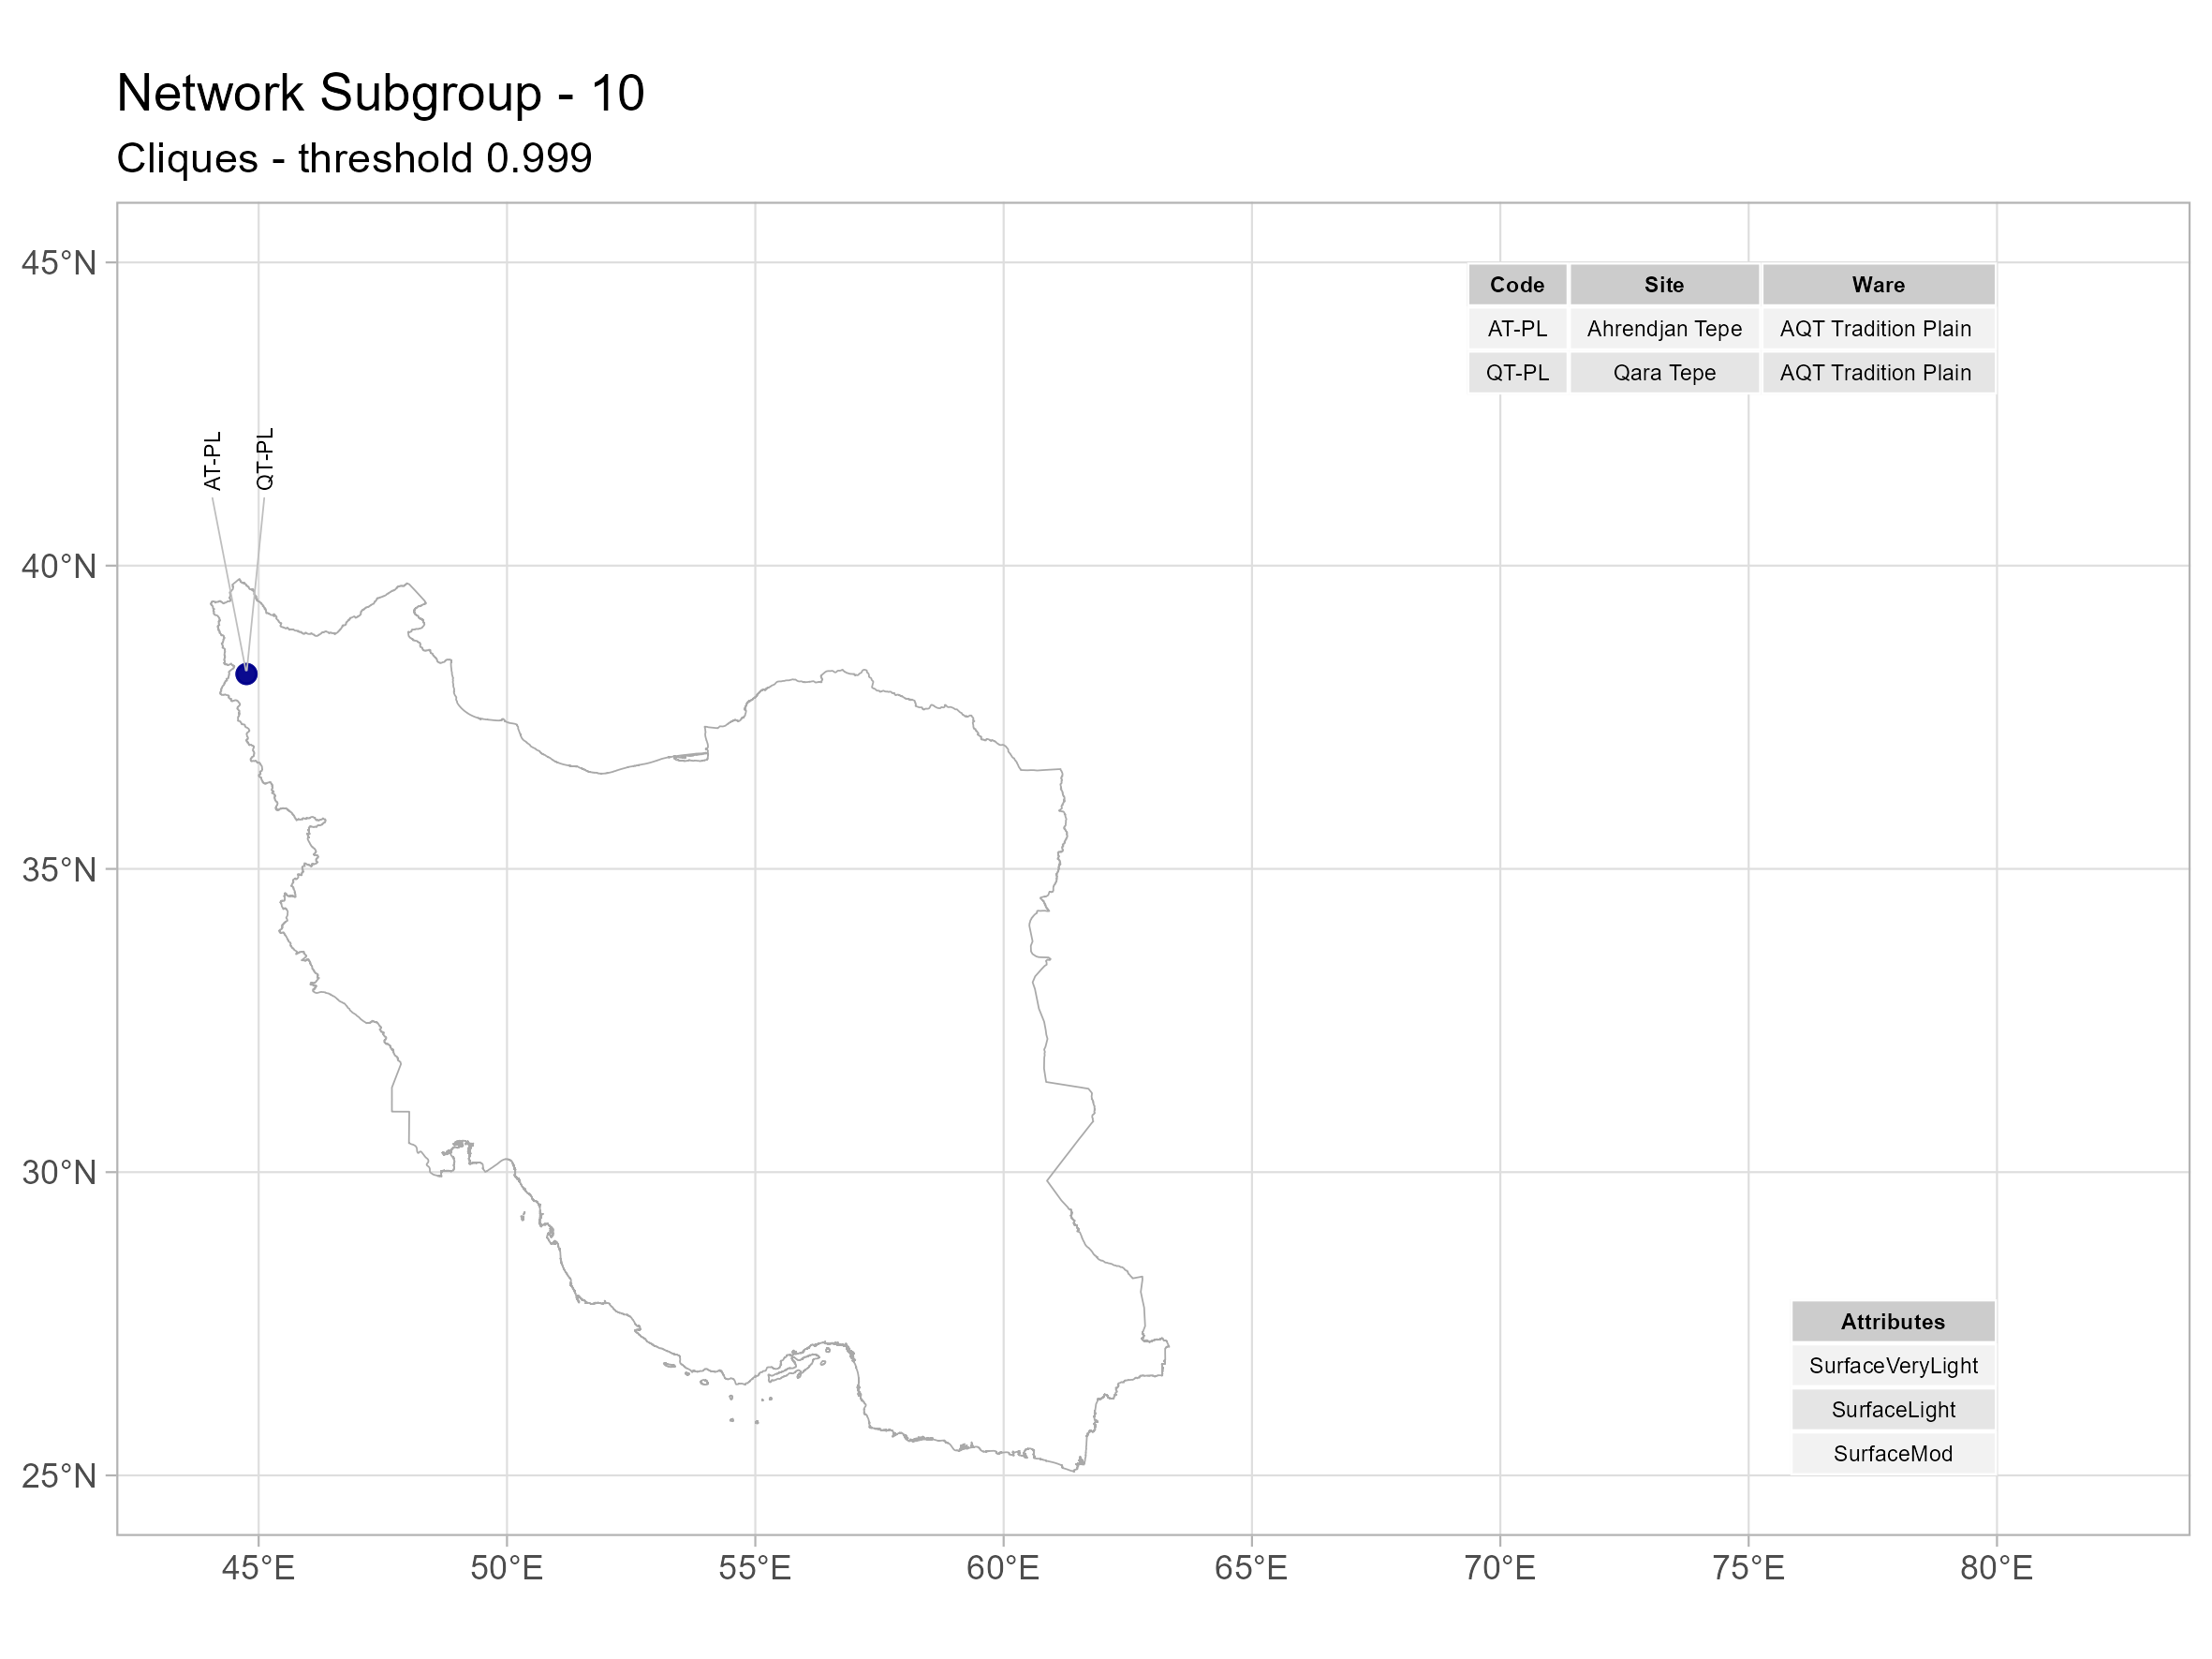 Network Subgroup - 10
Cliques - threshold 0.999
45°N
40°N
35°N
30°N
25°N
AT-PL
QT-PL
Code Site Ware
AT-PL Ahrendjan Tepe AQT Tradition Plain
QT-PL Qara Tepe AQT Tradition Plain
Attributes
SurfaceVeryLight
SurfaceLight
SurfaceMod
45°E 50°E 55°E 60°E 65°E 70°E 75°E 80°E